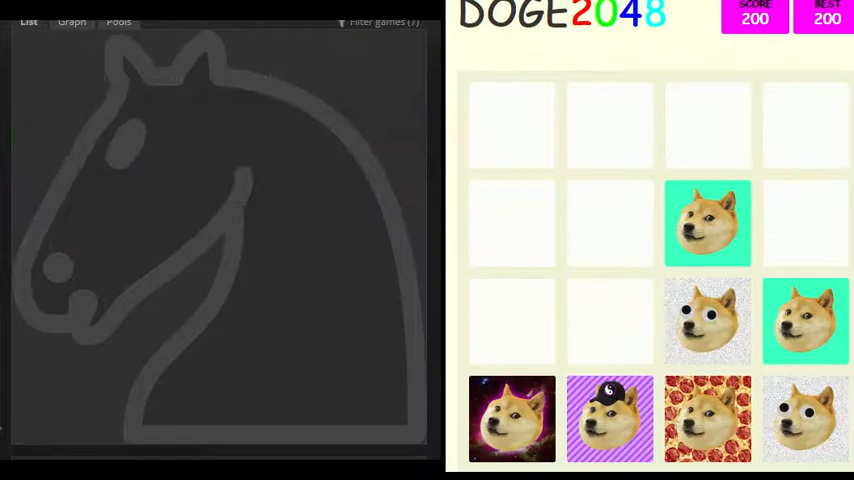 List Graph Pools Filter games (7)
DOGE2048
SCORE
200
BEST
200